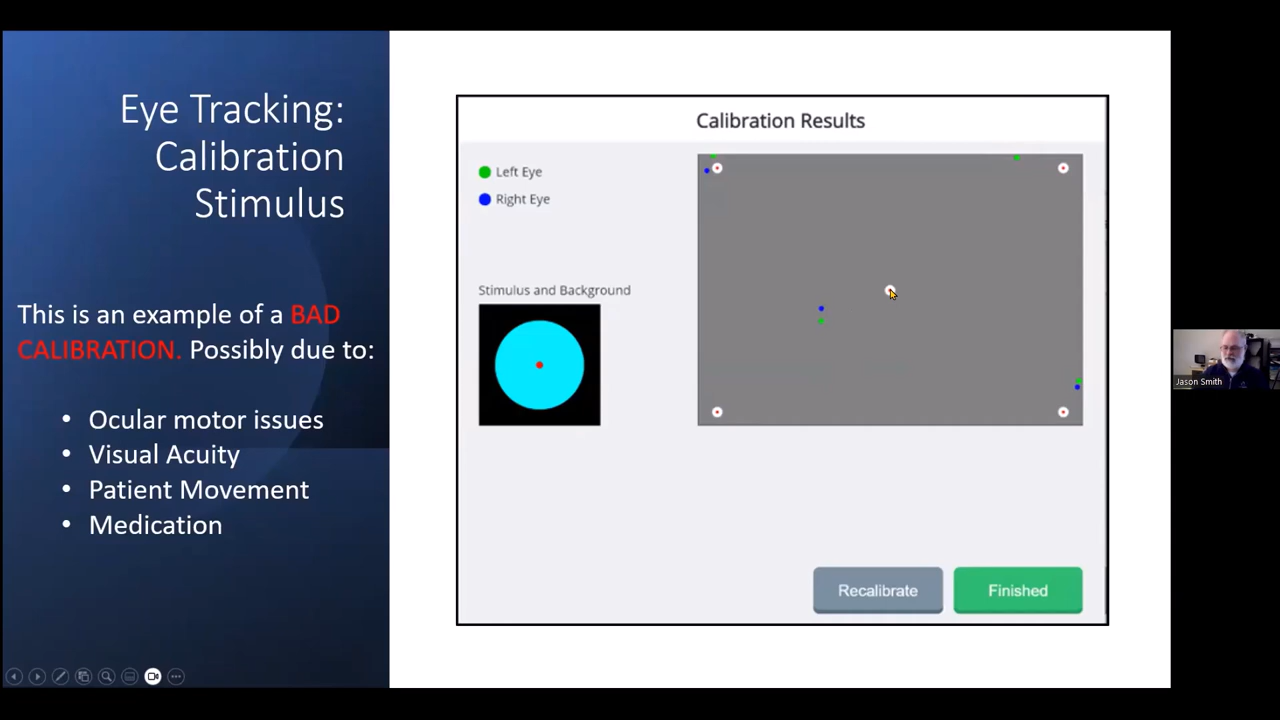 Eye Tracking:
Calibration
Stimulus
This is an example of a BAD
CALIBRATION. Possibly due to:
• Ocular motor issues
• Visual Acuity
• Patient Movement
• Medication
Calibration Results
Left Eye
Right Eye
Stimulus and Background
Recalibrate
Finished
Jason Smith